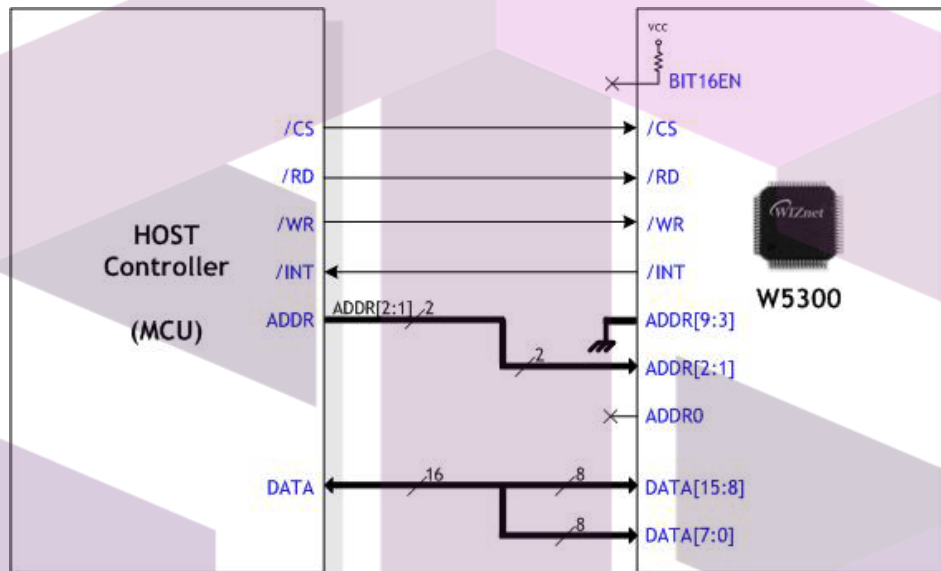 vcc
BIT16EN
/CS
/CS
/RD
/RD
/WR
/WR
HOST
Controller
(MCU)
/INT
/INT
WIZnet
W5300
ADDR
ADDR[2:1]
2
ADDR[9:3]
2
ADDR[2:1]
ADDR0
DATA
16
8
DATA[15:8]
8
DATA[7:0]